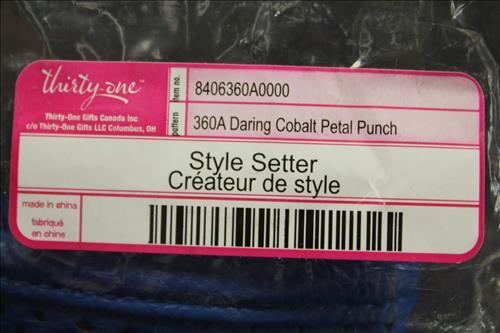 thirty-one™
Thirty-One Gifts Canada Inc
c/o Thirty-One Gifts LLC Columbus, OH
item no.
8406360A0000
pattern
360A Daring Cobalt Petal Punch
Style Setter
Créateur de style
made in china
fabriqué
en chine